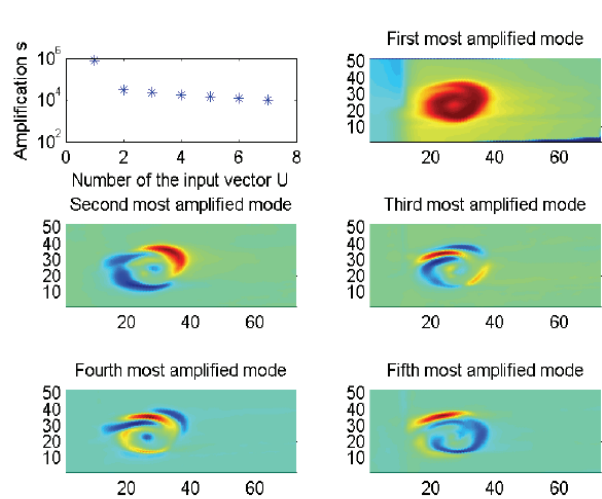 Amplification s
10^6
10^4
10^2
0 2 4 6 8
Number of the input vector U
First most amplified mode
50
40
30
20
10
20 40 60
Second most amplified mode
50
40
30
20
10
20 40 60
Third most amplified mode
50
40
30
20
10
20 40 60
Fourth most amplified mode
50
40
30
20
10
20 40 60
Fifth most amplified mode
50
40
30
20
10
20 40 60